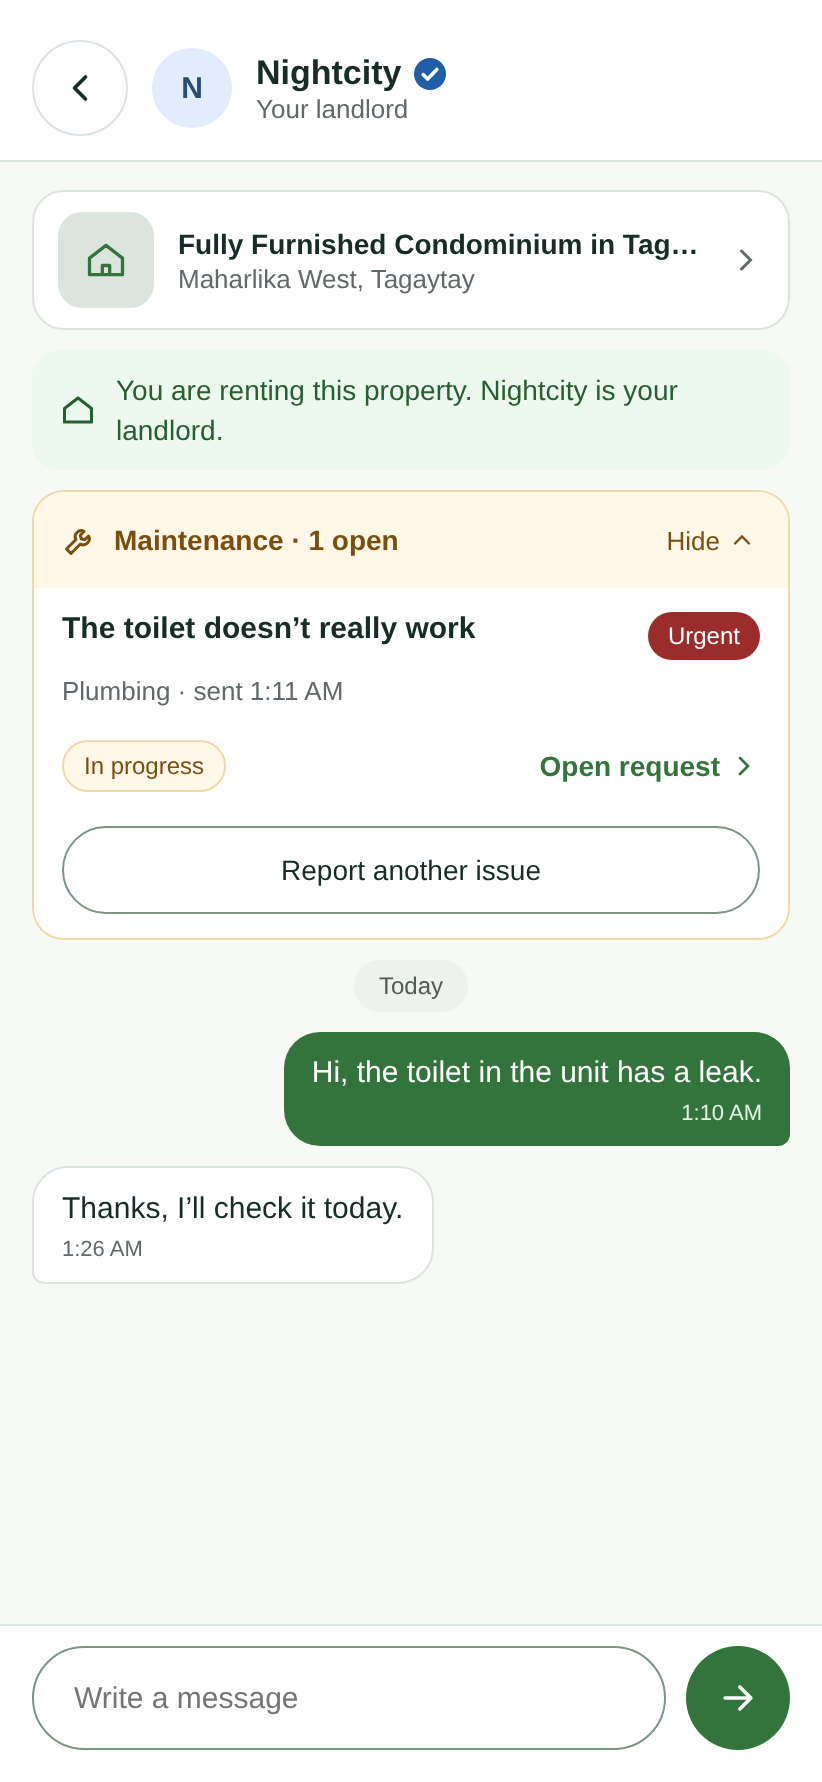 N
Nightcity
Your landlord
Fully Furnished Condominium in Tag…
Maharlika West, Tagaytay
You are renting this property. Nightcity is your
landlord.
Maintenance · 1 open
Hide
The toilet doesn’t really work
Urgent
Plumbing · sent 1:11 AM
In progress
Open request
Report another issue
Today
Hi, the toilet in the unit has a leak.
1:10 AM
Thanks, I’ll check it today.
1:26 AM
Write a message